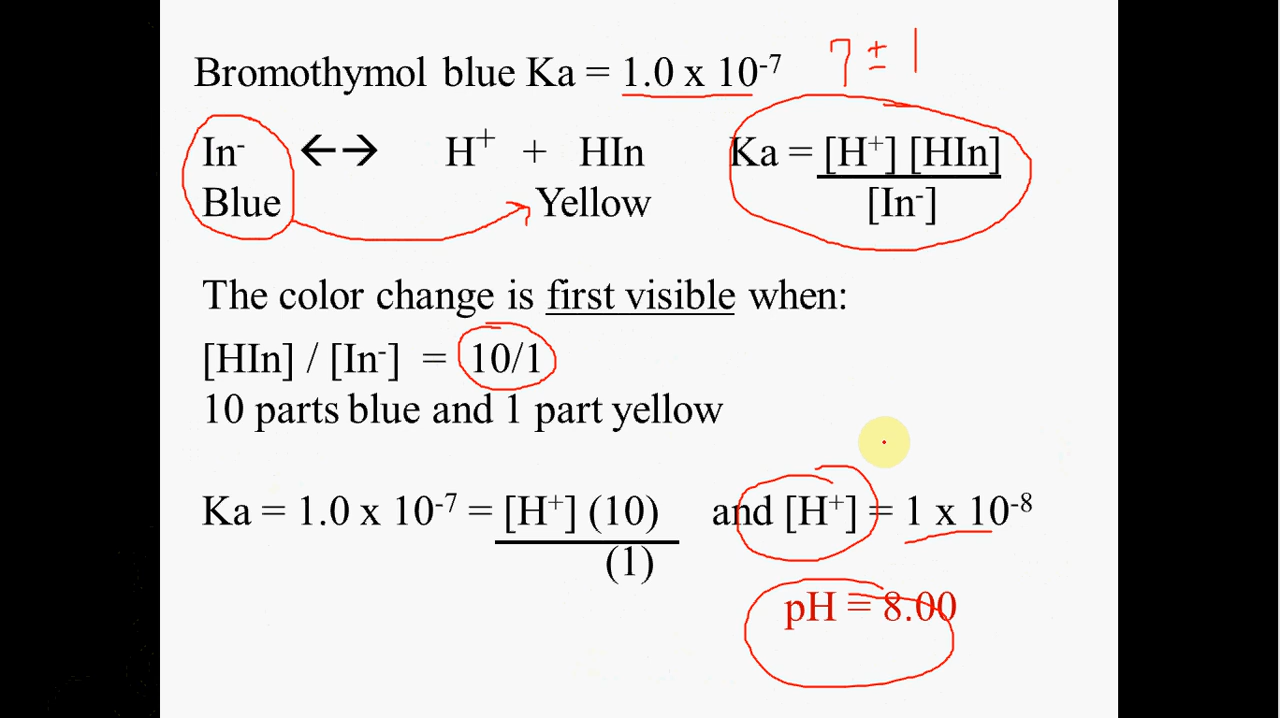 Bromothymol blue Ka = 1.0 x 10⁻⁷ 7 ± 1
In⁻ ←→ H⁺ + HIn Ka = [H⁺] [HIn]
Blue Yellow [In⁻]
The color change is first visible when:
[HIn] / [In⁻] = 10/1
10 parts blue and 1 part yellow
Ka = 1.0 x 10⁻⁷ = [H⁺] (10) and [H⁺] = 1 x 10⁻⁸
(1)
pH = 8.00